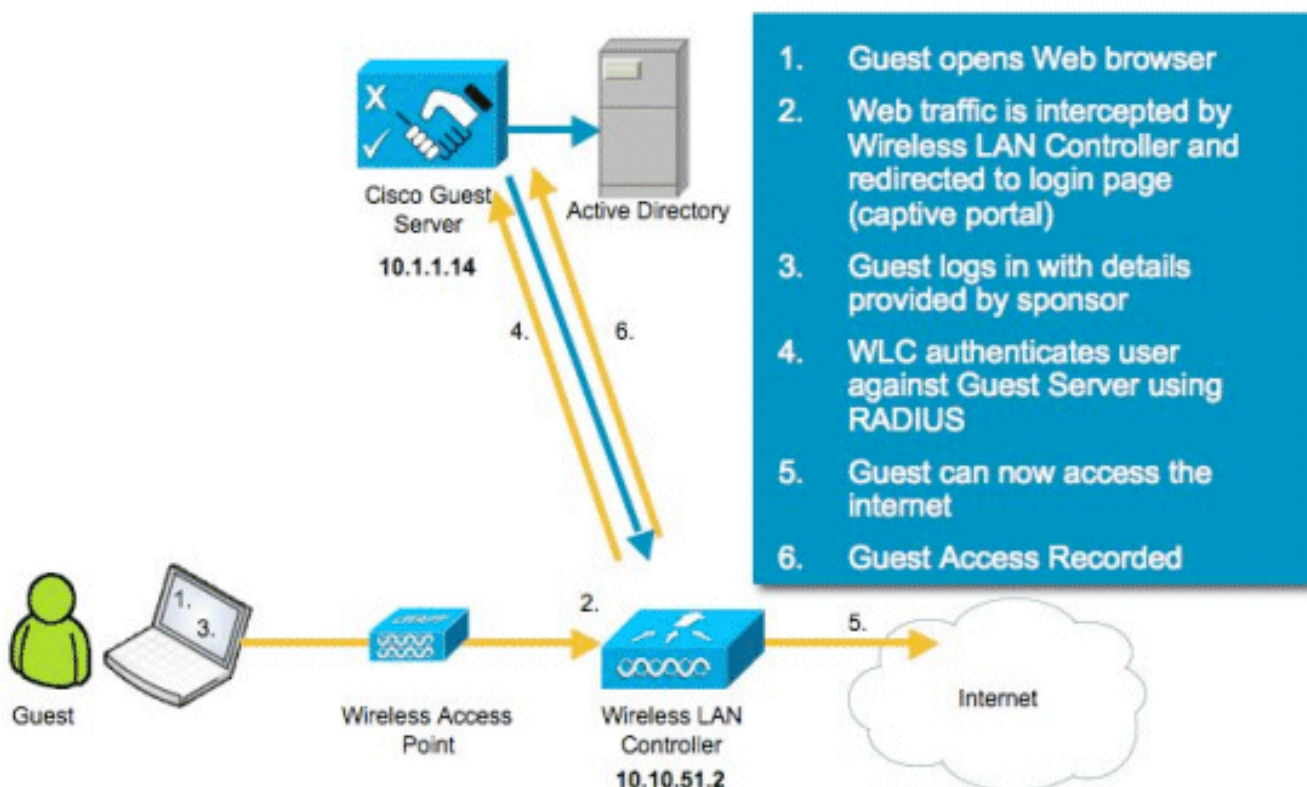 Cisco Guest
Server
10.1.1.14
Active Directory
4.
6.
1. Guest opens Web browser
2. Web traffic is intercepted by
Wireless LAN Controller and
redirected to login page
(captive portal)
3. Guest logs in with details
provided by sponsor
4. WLC authenticates user
against Guest Server using
RADIUS
5. Guest can now access the
internet
6. Guest Access Recorded
1.
3.
2.
5.
Guest
Wireless Access
Point
Wireless LAN
Controller
10.10.51.2
Internet